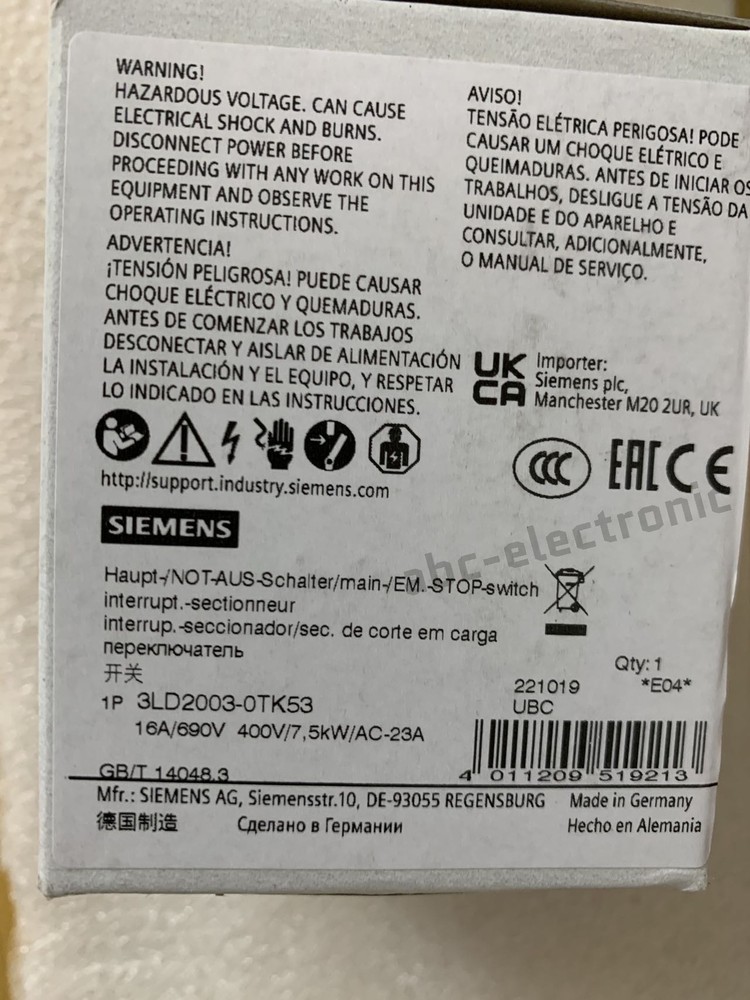 WARNING!
HAZARDOUS VOLTAGE. CAN CAUSE
ELECTRICAL SHOCK AND BURNS.
DISCONNECT POWER BEFORE
PROCEEDING WITH ANY WORK ON THIS
EQUIPMENT AND OBSERVE THE
OPERATING INSTRUCTIONS.
ADVERTENCIA!
¡TENSIÓN PELIGROSA! PUEDE CAUSAR
CHOQUE ELÉCTRICO Y QUEMADURAS.
ANTES DE COMENZAR LOS TRABAJOS
DESCONECTAR Y AISLAR DE ALIMENTACIÓN
LA INSTALACIÓN Y EL EQUIPO, Y RESPETAR
LO INDICADO EN LAS INSTRUCCIONES.
AVISO!
TENSÃO ELÉTRICA PERIGOSA! PODE
CAUSAR UM CHOQUE ELÉTRICO E
QUEIMADURAS. ANTES DE INICIAR OS
TRABALHOS, DESLIGUE A TENSÃO DA
UNIDADE E DO APARELHO E
CONSULTAR, ADICIONALMENTE,
O MANUAL DE SERVIÇO.
UK
CA
Importer:
Siemens plc,
Manchester M20 2UR, UK
http://support.industry.siemens.com
CCC EAC CE
SIEMENS
abc-electronic
Haupt-/NOT-AUS-Schalter/main-/EM.-STOP-switch
interrupt.-sectionneur
interrup.-seccionador/sec. de corte em carga
переключатель
开关
Qty: 1
221019 *E04*
UBC
1P 3LD2003-0TK53
16A/690V 400V/7,5kW/AC-23A
GB/T 14048.3
4 011209 519213
Mfr.: SIEMENS AG, Siemensstr.10, DE-93055 REGENSBURG Made in Germany
德国制造 Сделано в Германии Hecho en Alemania